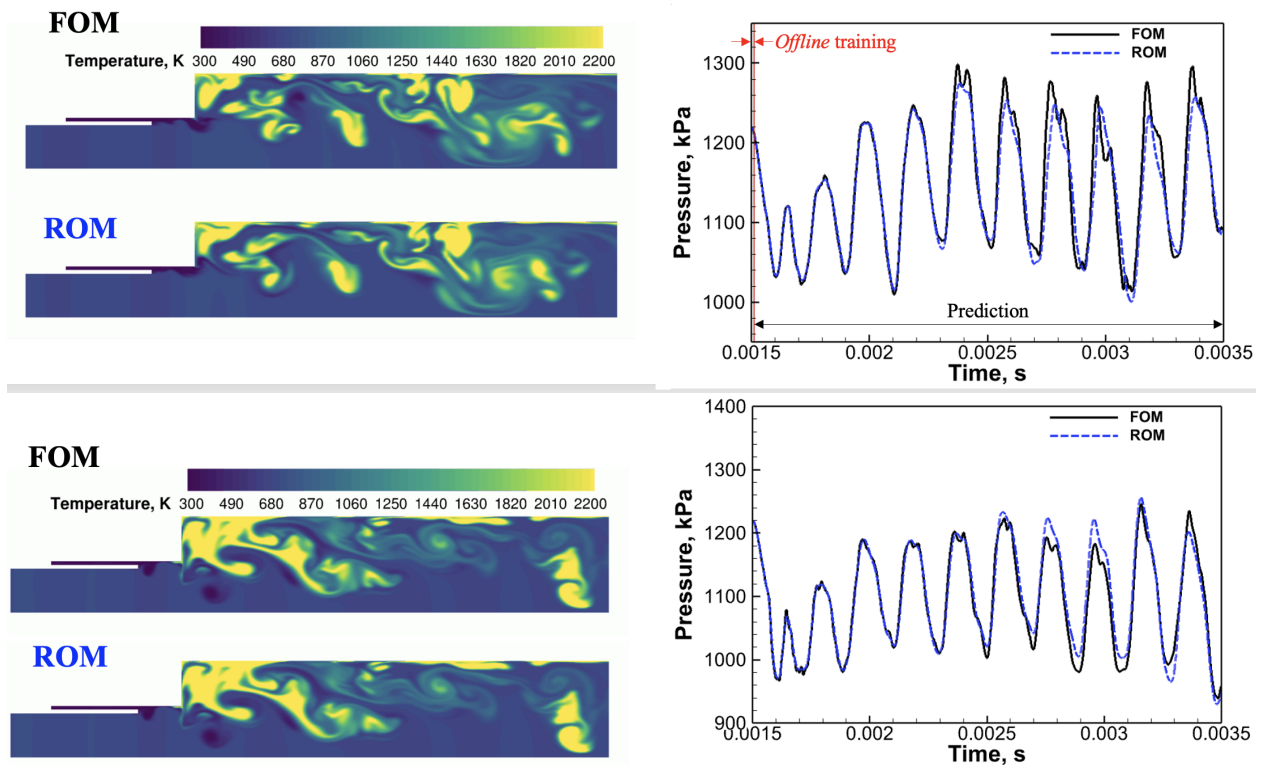 FOM
Temperature, K 300 490 680 870 1060 1250 1440 1630 1820 2010 2200
ROM
Offline training
FOM
ROM
Pressure, kPa
1300
1200
1100
1000
Prediction
0.0015 0.002 0.0025 0.003 0.0035
Time, s
FOM
Temperature, K 300 490 680 870 1060 1250 1440 1630 1820 2010 2200
ROM
FOM
ROM
Pressure, kPa
1400
1300
1200
1100
1000
900
0.0015 0.002 0.0025 0.003 0.0035
Time, s